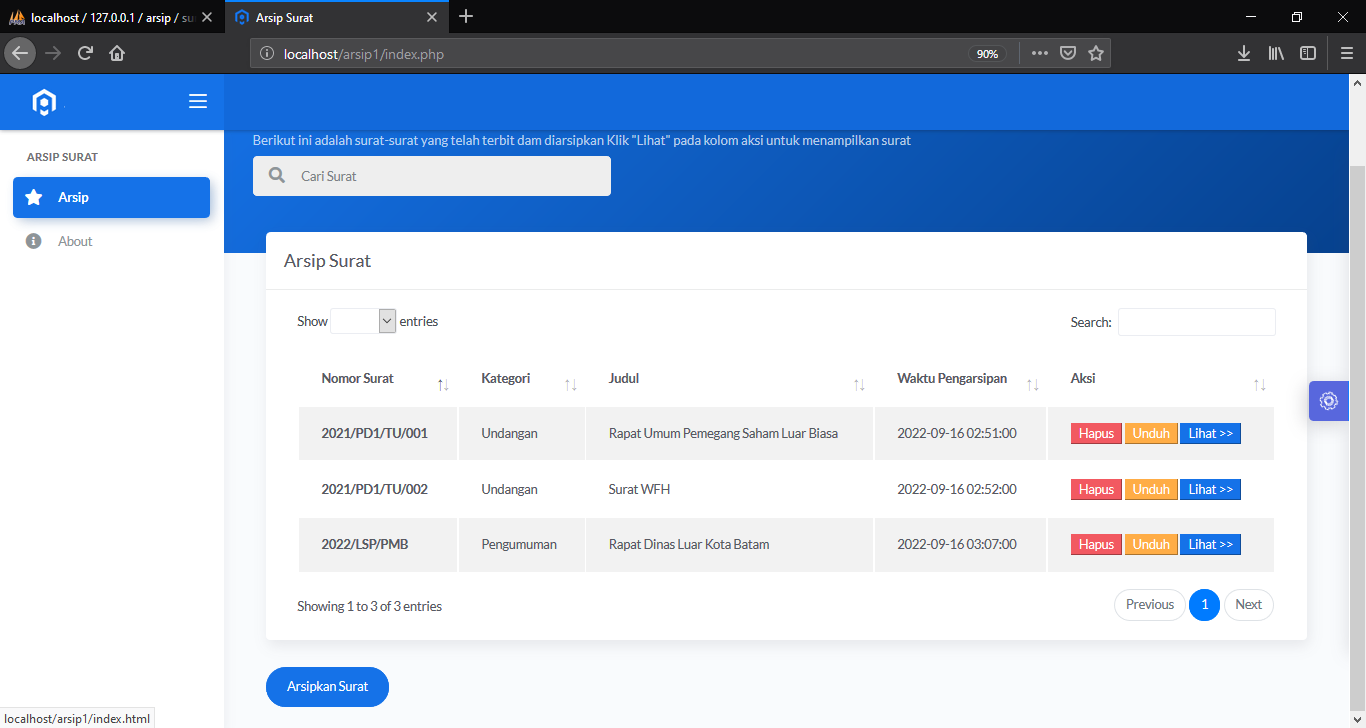 localhost / 127.0.0.1 / arsip / su
Arsip Surat
localhost/arsip1/index.php
90%
Berikut ini adalah surat-surat yang telah terbit dam diarsipkan Klik "Lihat" pada kolom aksi untuk menampilkan surat
ARSIP SURAT
Cari Surat
Arsip
About
Arsip Surat
Show entries
Search:
Nomor Surat Kategori Judul Waktu Pengarsipan Aksi
2021/PD1/TU/001 Undangan Rapat Umum Pemegang Saham Luar Biasa 2022-09-16 02:51:00 Hapus Unduh Lihat >>
2021/PD1/TU/002 Undangan Surat WFH 2022-09-16 02:52:00 Hapus Unduh Lihat >>
2022/LSP/PMB Pengumuman Rapat Dinas Luar Kota Batam 2022-09-16 03:07:00 Hapus Unduh Lihat >>
Showing 1 to 3 of 3 entries
Previous 1 Next
Arsipkan Surat
localhost/arsip1/index.html